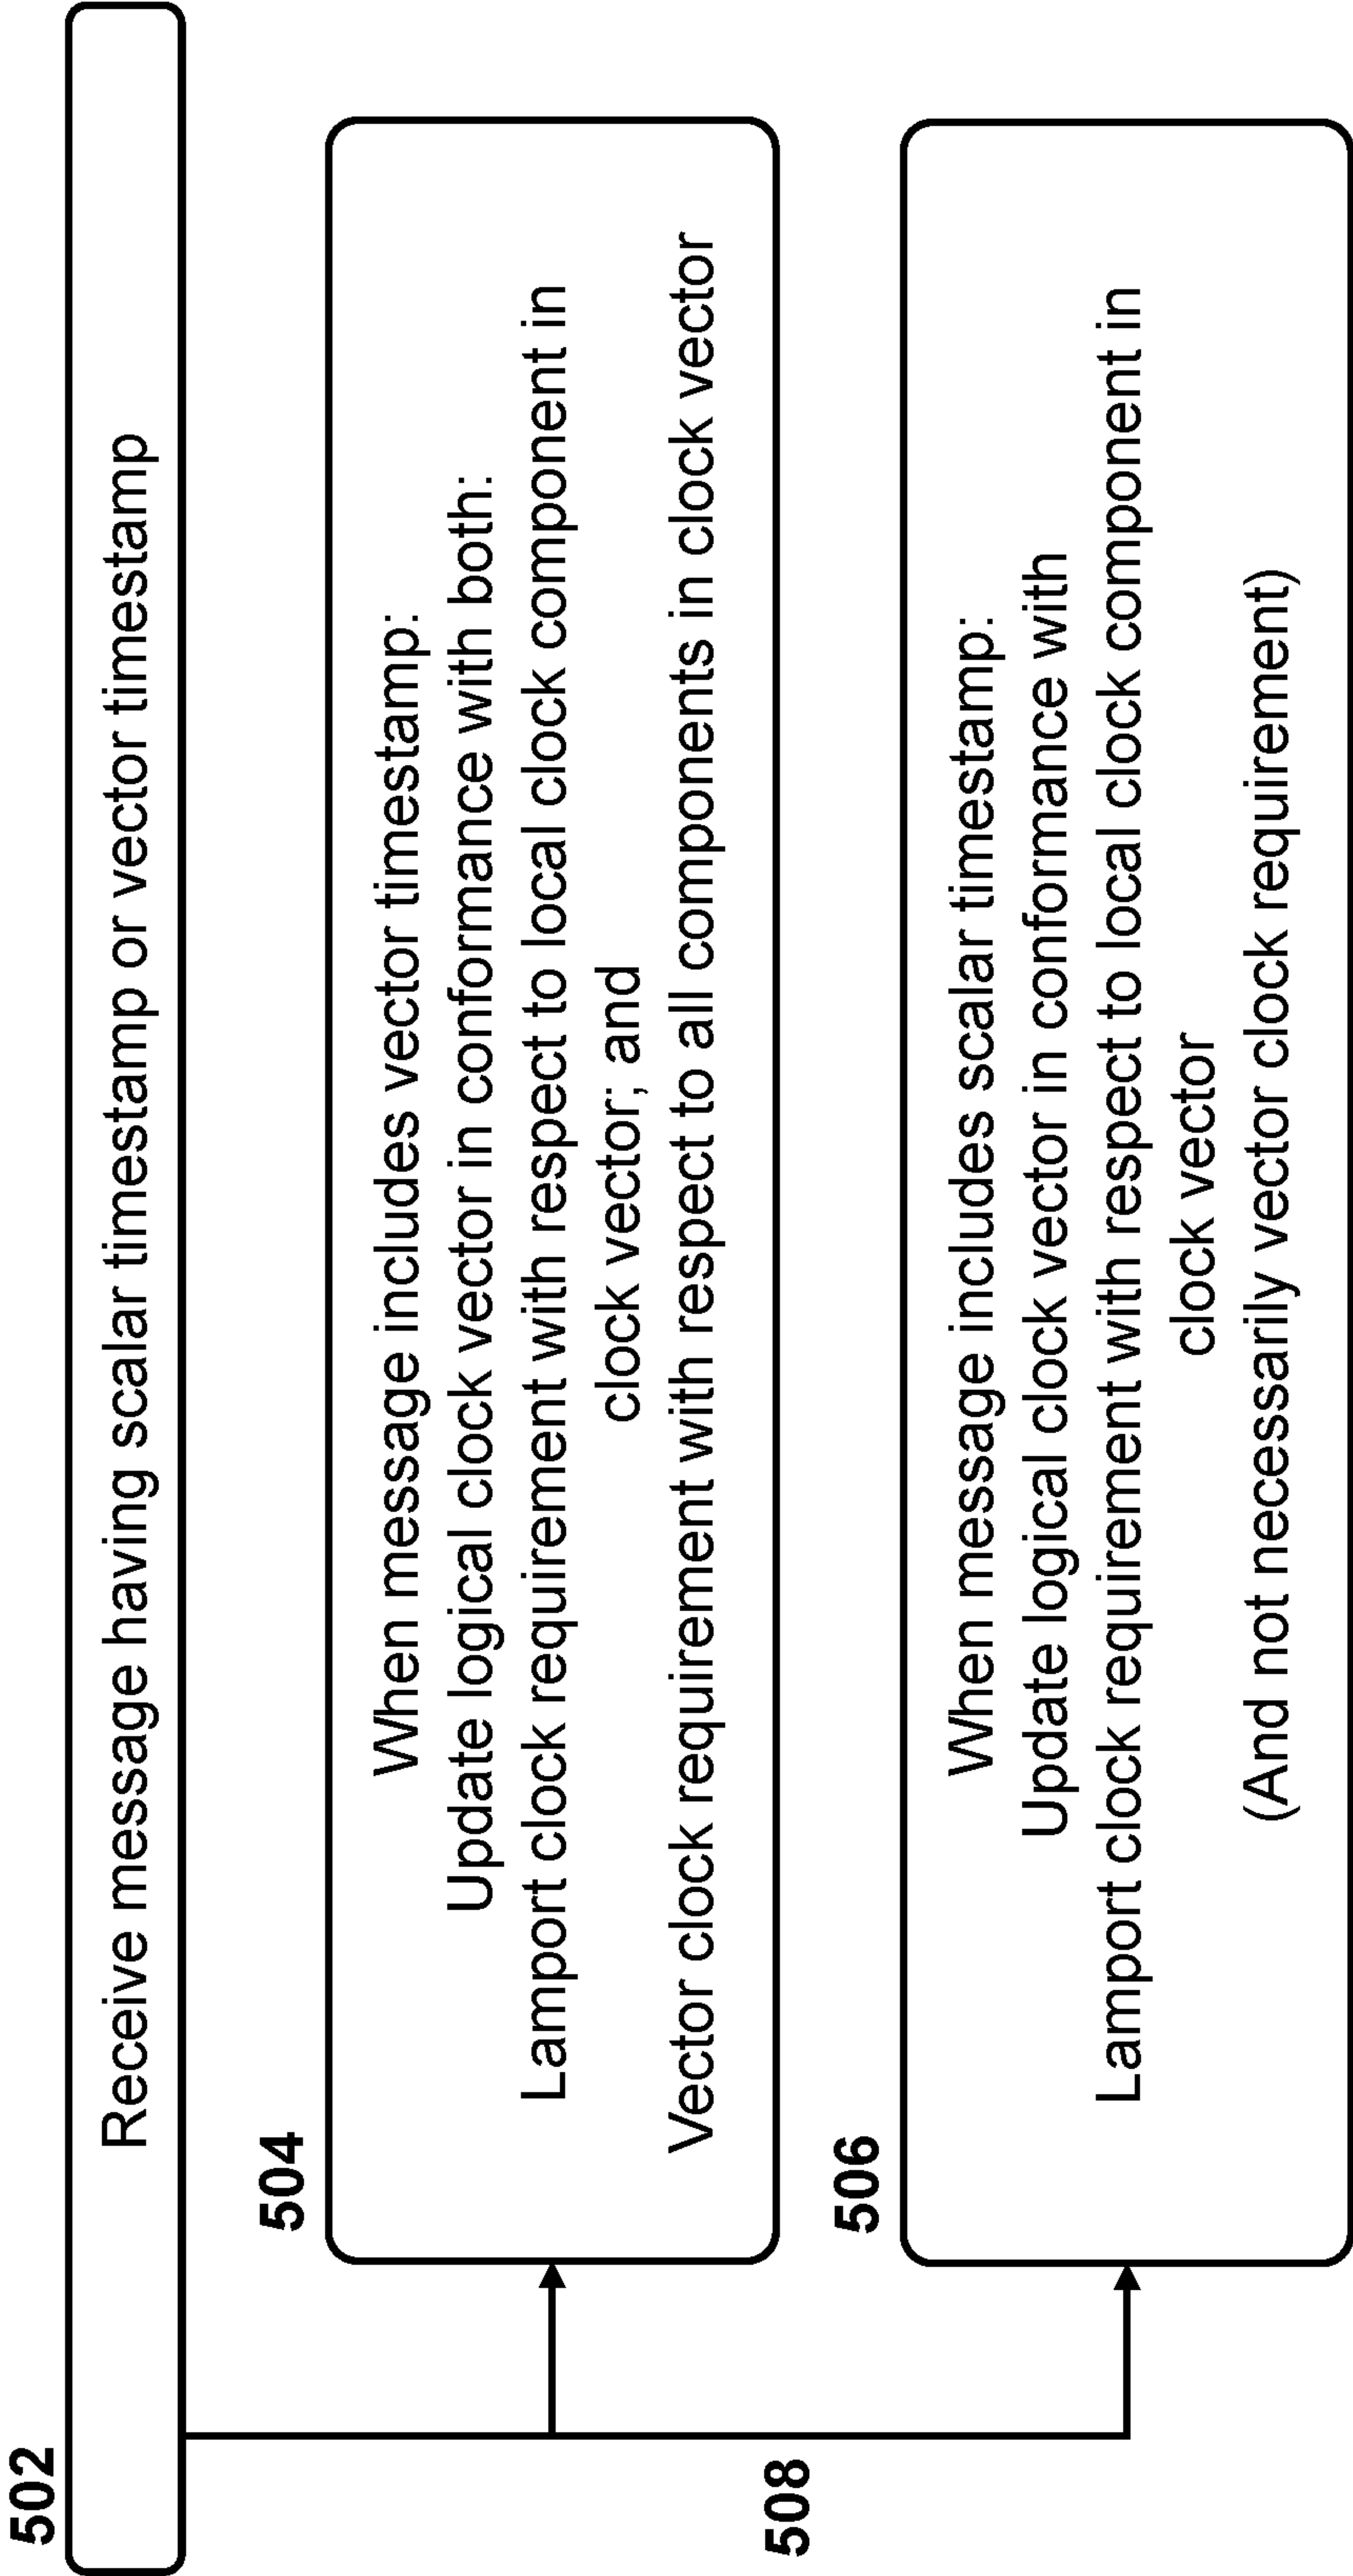 502
Receive message having scalar timestamp or vector timestamp
504
When message includes vector timestamp:
Update logical clock vector in conformance with both:
Lamport clock requirement with respect to local clock component in
clock vector; and
Vector clock requirement with respect to all components in clock vector
508
506
When message includes scalar timestamp:
Update logical clock vector in conformance with
Lamport clock requirement with respect to local clock component in
clock vector
(And not necessarily vector clock requirement)